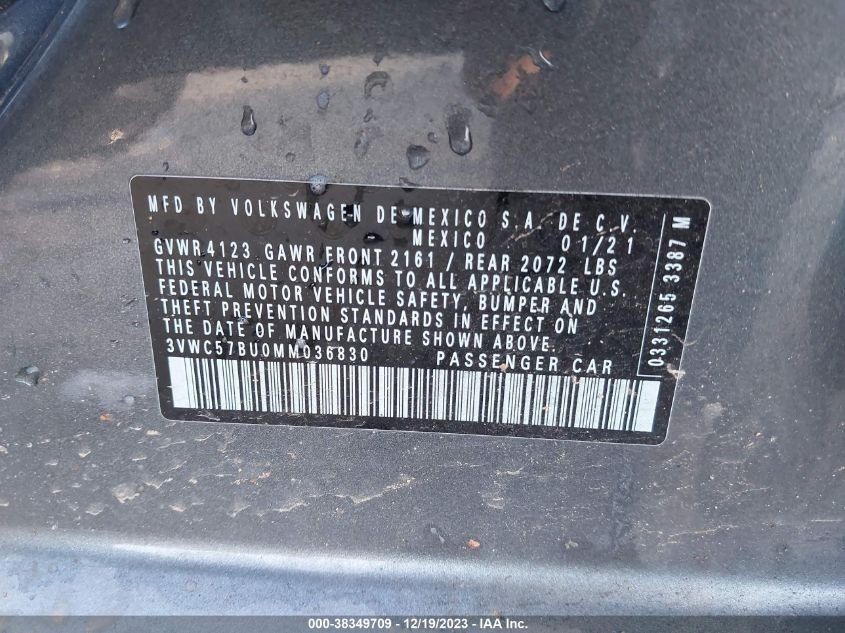 MFD BY VOLKSWAGEN DE MEXICO S.A. DE C.V.
MEXICO 01/21
GVWR 4123 GAWR FRONT 2161 / REAR 2072 LBS
THIS VEHICLE CONFORMS TO ALL APPLICABLE U.S.
FEDERAL MOTOR VEHICLE SAFETY, BUMPER AND
THEFT PREVENTION STANDARDS IN EFFECT ON
THE DATE OF MANUFACTURE SHOWN ABOVE.
3VWC57BU0MM036830 PASSENGER CAR
0331265 3387 M
000-38349709 - 12/19/2023 - IAA Inc.